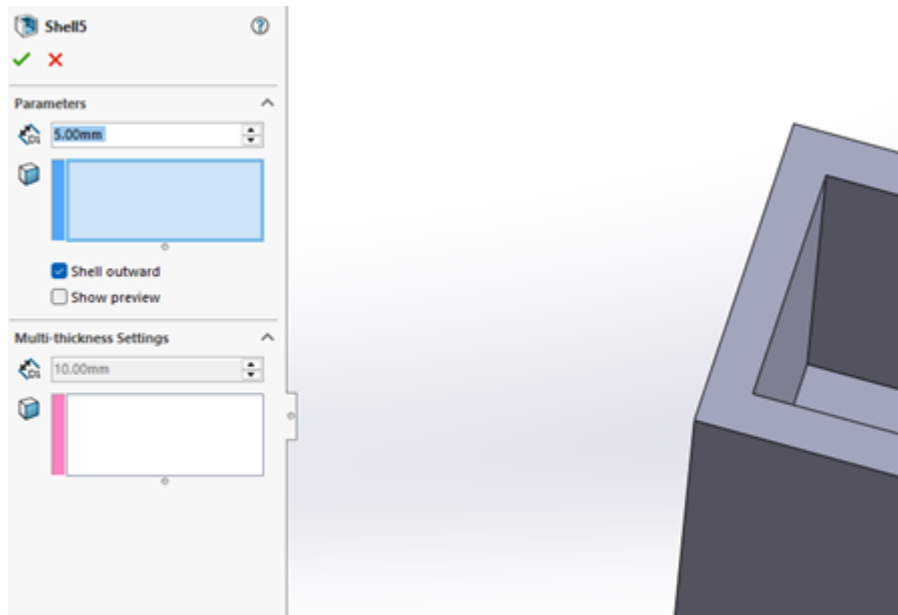 Shell5
Parameters
5.00mm
Shell outward
Show preview
Multi-thickness Settings
10.00mm